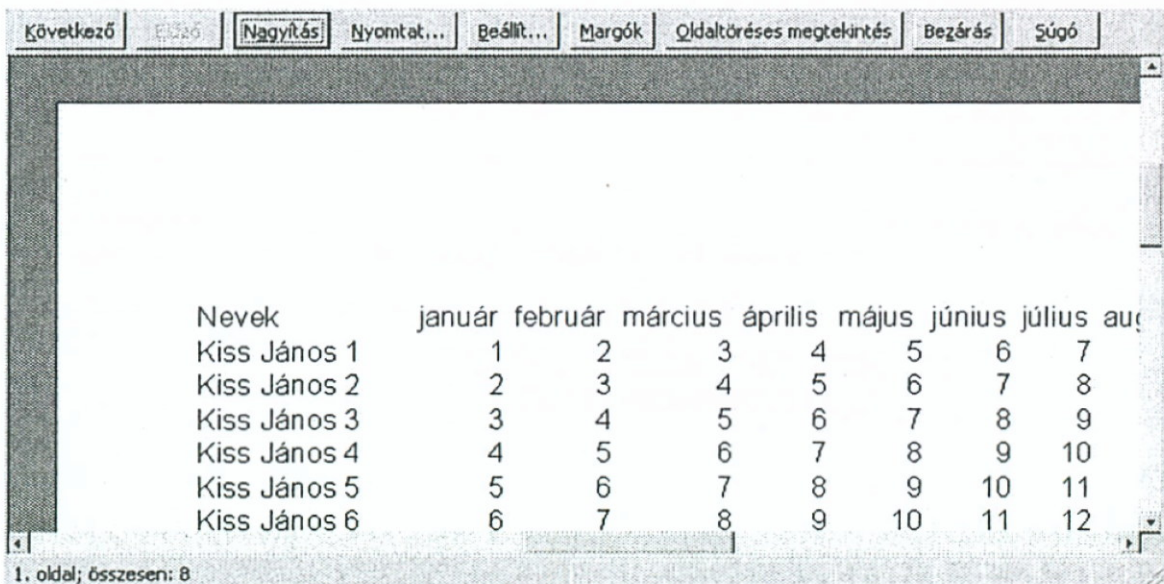 Következő Előző Nagyítás Nyomtat... Beállít... Margók Oldaltöréses megtekintés Bezárás Súgó
Nevek január február március április május június július aug
Kiss János 1 1 2 3 4 5 6 7
Kiss János 2 2 3 4 5 6 7 8
Kiss János 3 3 4 5 6 7 8 9
Kiss János 4 4 5 6 7 8 9 10
Kiss János 5 5 6 7 8 9 10 11
Kiss János 6 6 7 8 9 10 11 12
1. oldal; összesen: 8